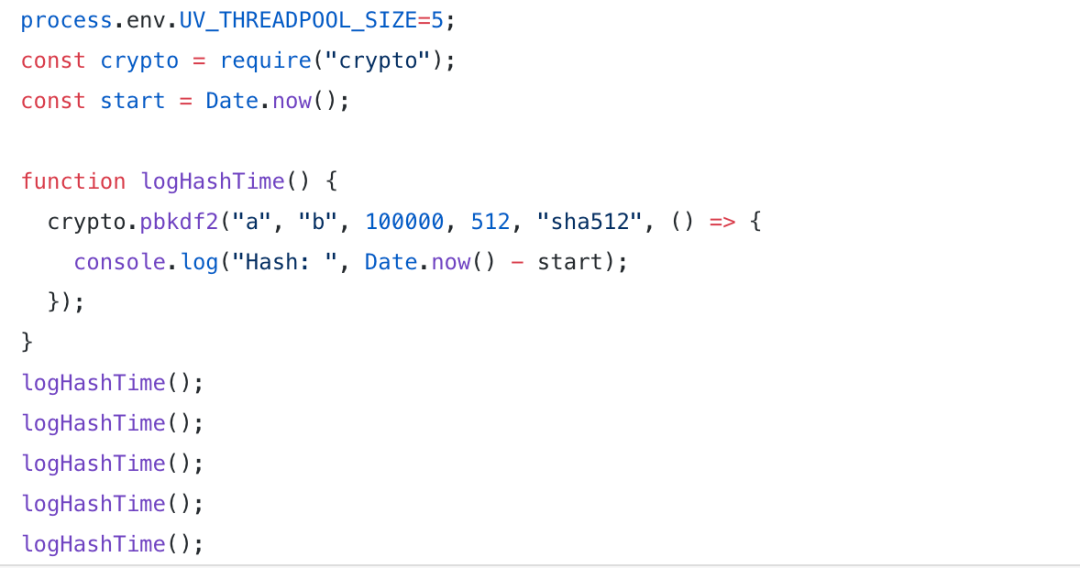 process.env.UV_THREADPOOL_SIZE=5;
const crypto = require("crypto");
const start = Date.now();

function logHashTime() {
  crypto.pbkdf2("a", "b", 100000, 512, "sha512", () => {
    console.log("Hash: ", Date.now() - start);
  });
}
logHashTime();
logHashTime();
logHashTime();
logHashTime();
logHashTime();